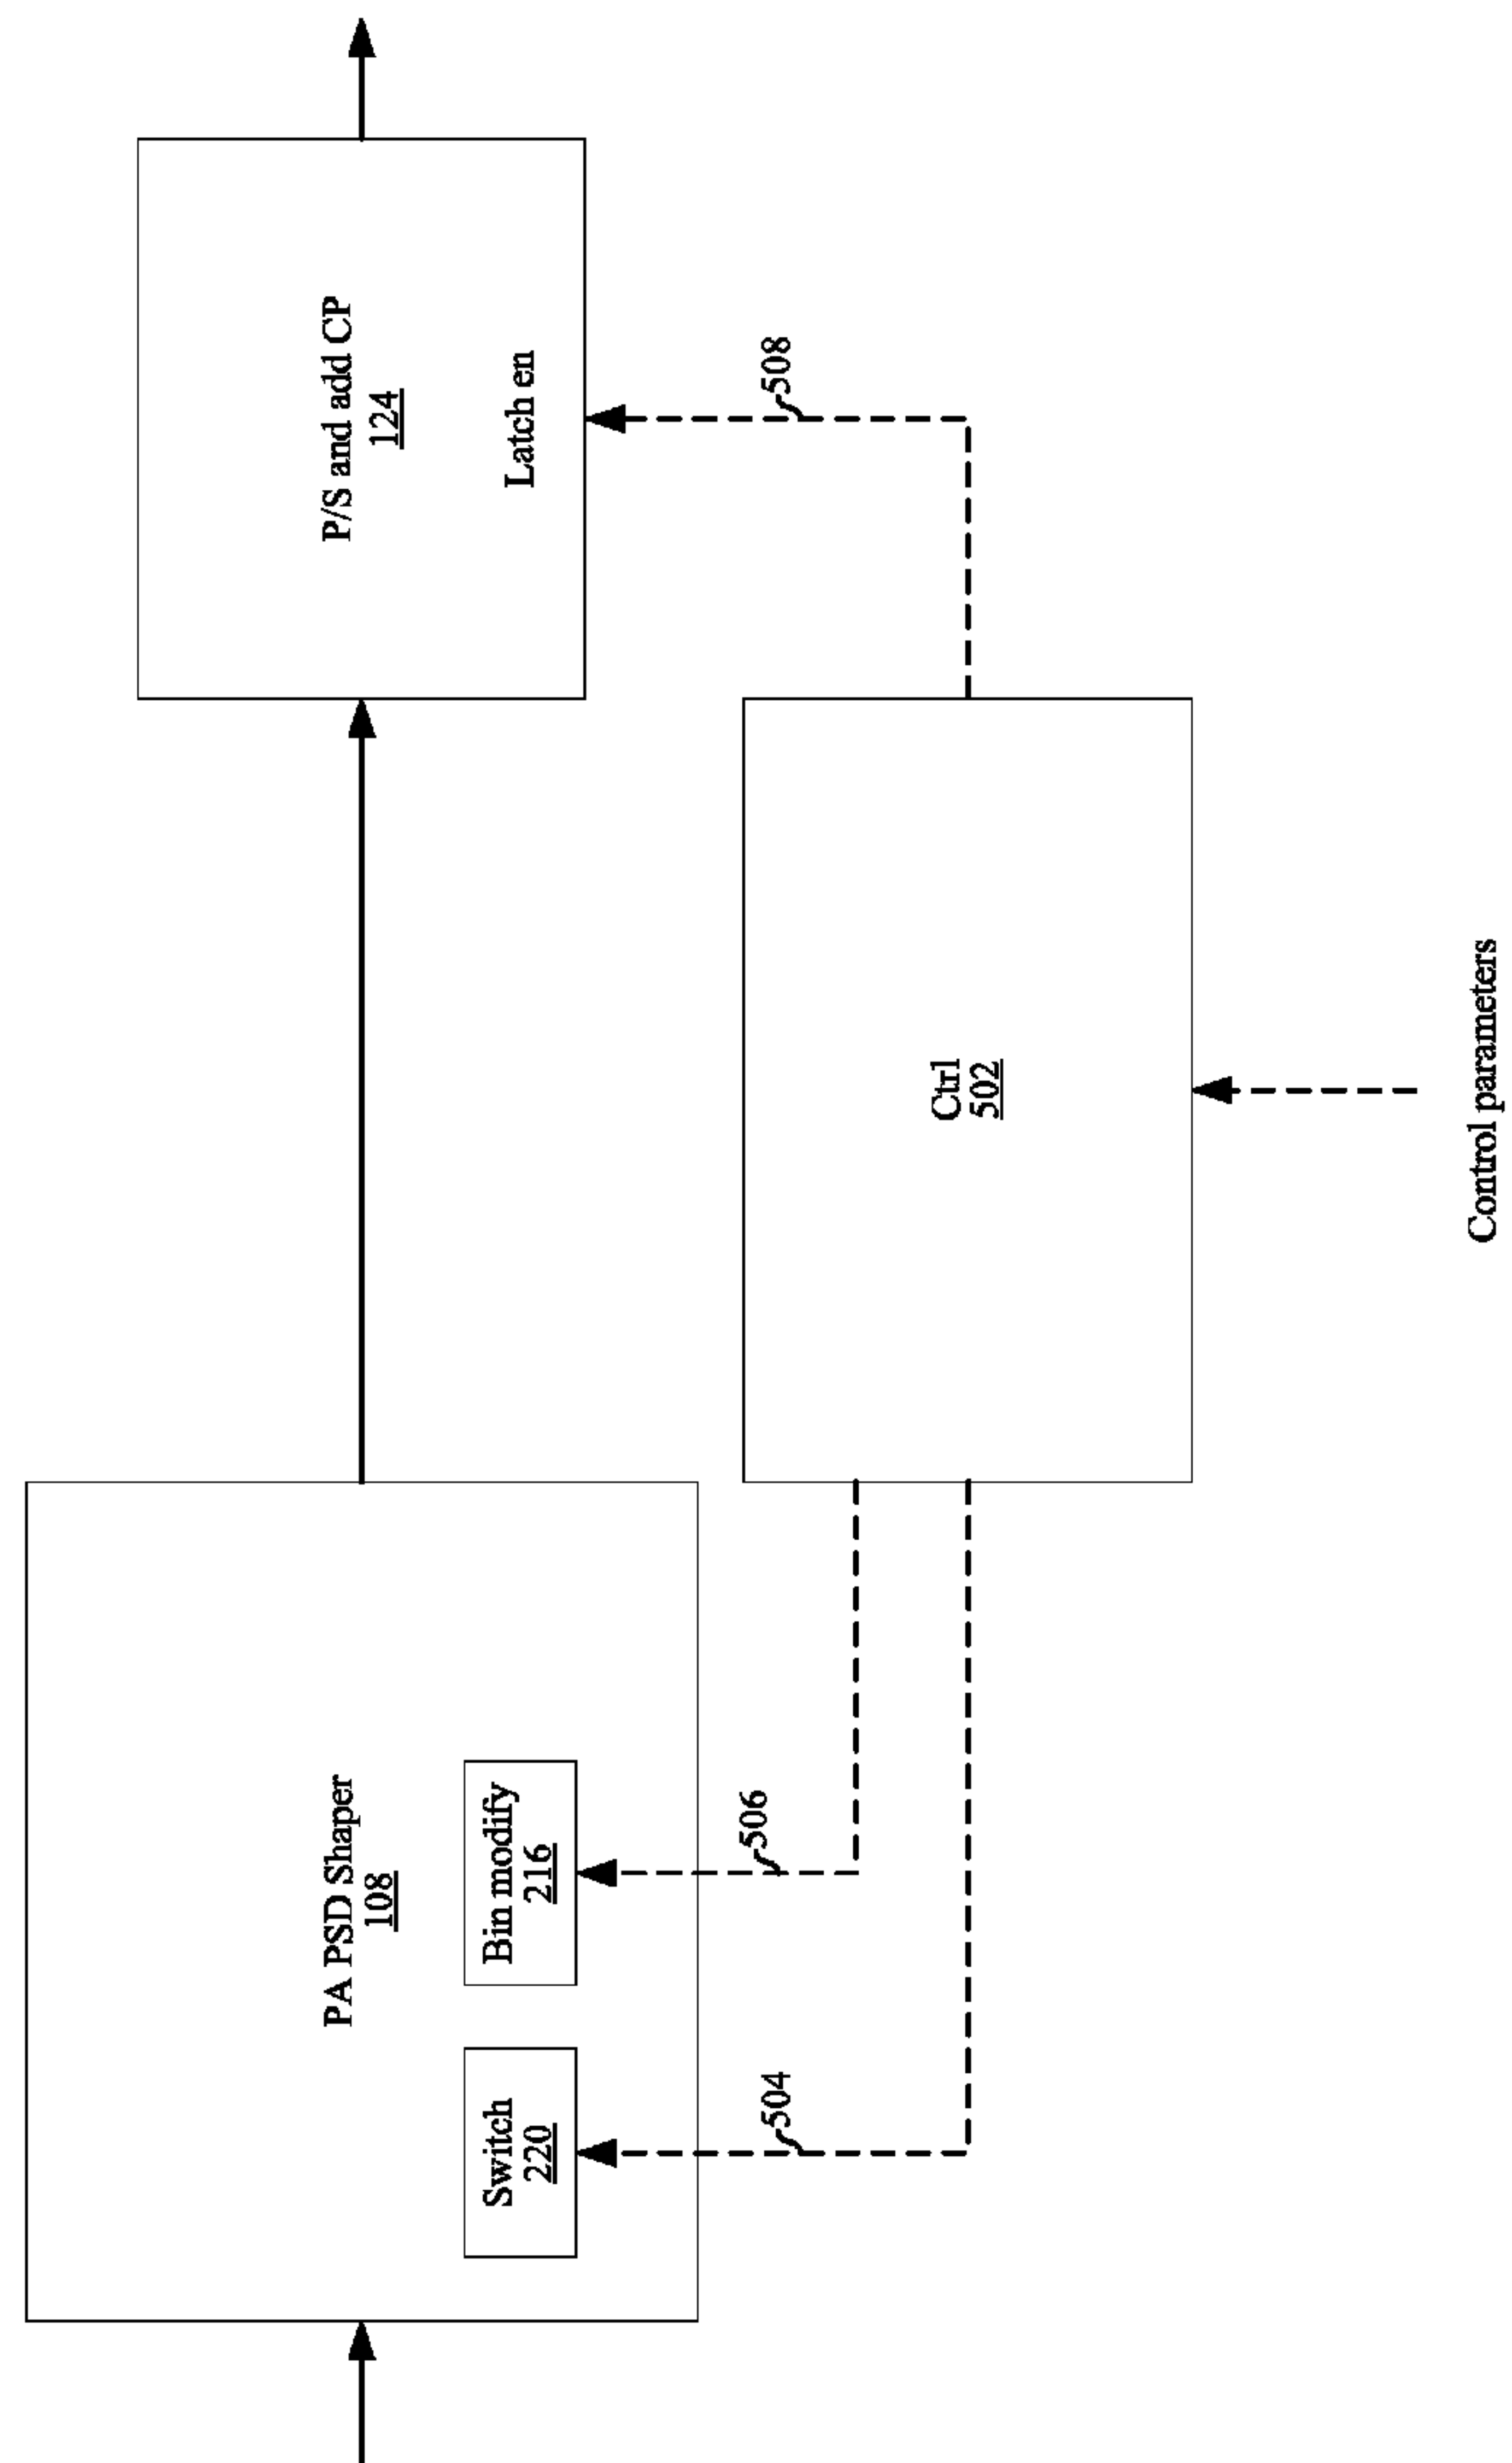 PA PSD Shaper
108
Switch
220
Bin modify
216
P/S and add CP
124
Latch en
504
506
508
Ctrl
502
Control parameters